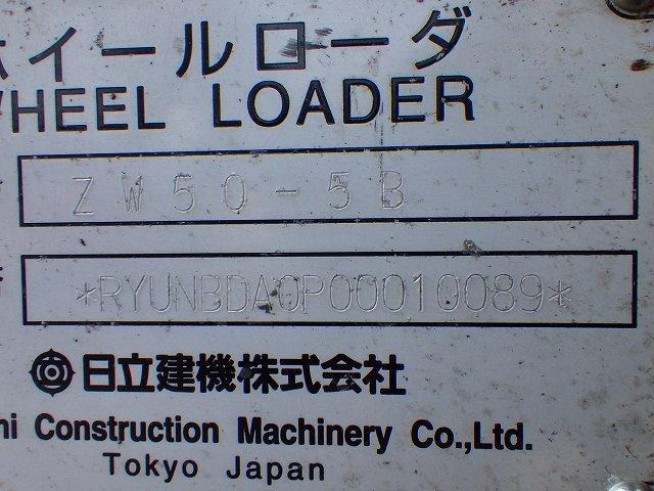 ホイールローダ
WHEEL LOADER
ZW50-5B
*RYUNBDA0P00010089*
日立建機株式会社
hi Construction Machinery Co.,Ltd.
Tokyo Japan